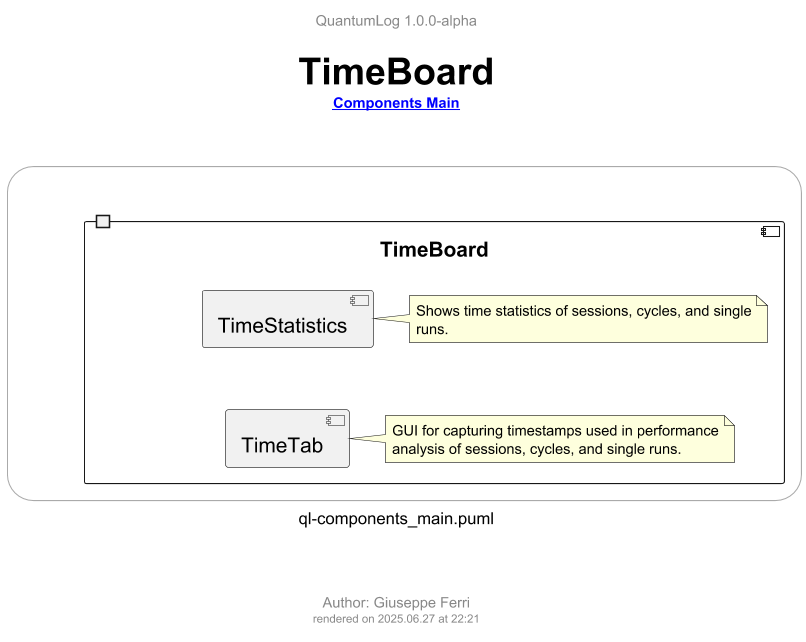 QuantumLog 1.0.0-alpha
TimeBoard
Components Main
TimeBoard
TimeStatistics
Shows time statistics of sessions, cycles, and single
runs.
TimeTab
GUI for capturing timestamps used in performance
analysis of sessions, cycles, and single runs.
ql-components_main.puml
Author: Giuseppe Ferri
rendered on 2025.06.27 at 22:21